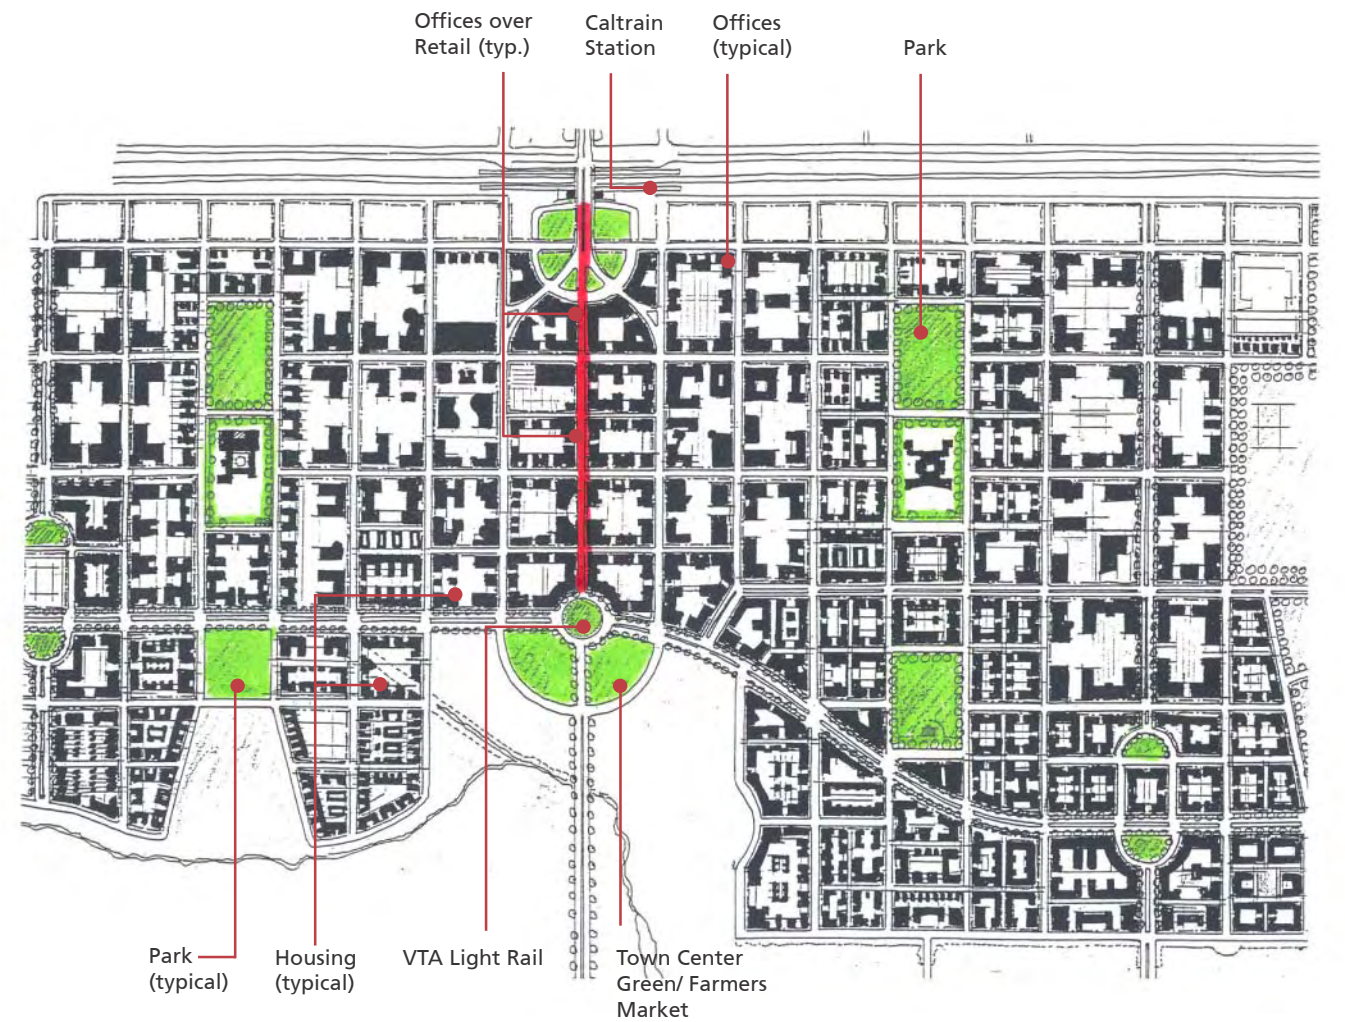 Offices over
Retail (typ.)
Caltrain
Station
Offices
(typical)
Park
Park
(typical)
Housing
(typical)
VTA Light Rail
Town Center
Green/ Farmers
Market